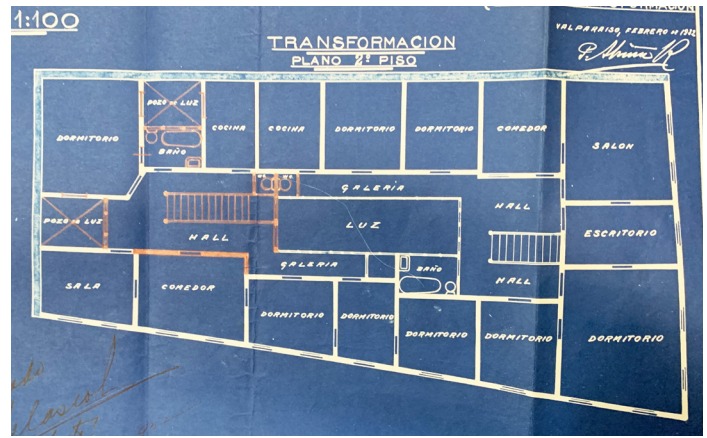 1:100
FORMACION
VALPARAISO, FEBRERO DE 1932
TRANSFORMACION
PLANO 2º PISO
POZO DE LUZ
DORMITORIO
COCINA
COCINA
DORMITORIO
DORMITORIO
COMEDOR
SALON
BAÑO
W.C.
W.C.
GALERIA
HALL
POZO DE LUZ
LUZ
HALL
ESCRITORIO
GALERIA
BAÑO
SALA
COMEDOR
HALL
DORMITORIO
DORMITORIO
DORMITORIO
DORMITORIO
DORMITORIO